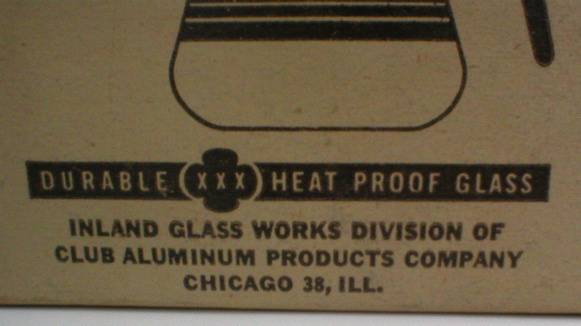 DURABLE (XXX) HEAT PROOF GLASS
INLAND GLASS WORKS DIVISION OF
CLUB ALUMINUM PRODUCTS COMPANY
CHICAGO 38, ILL.